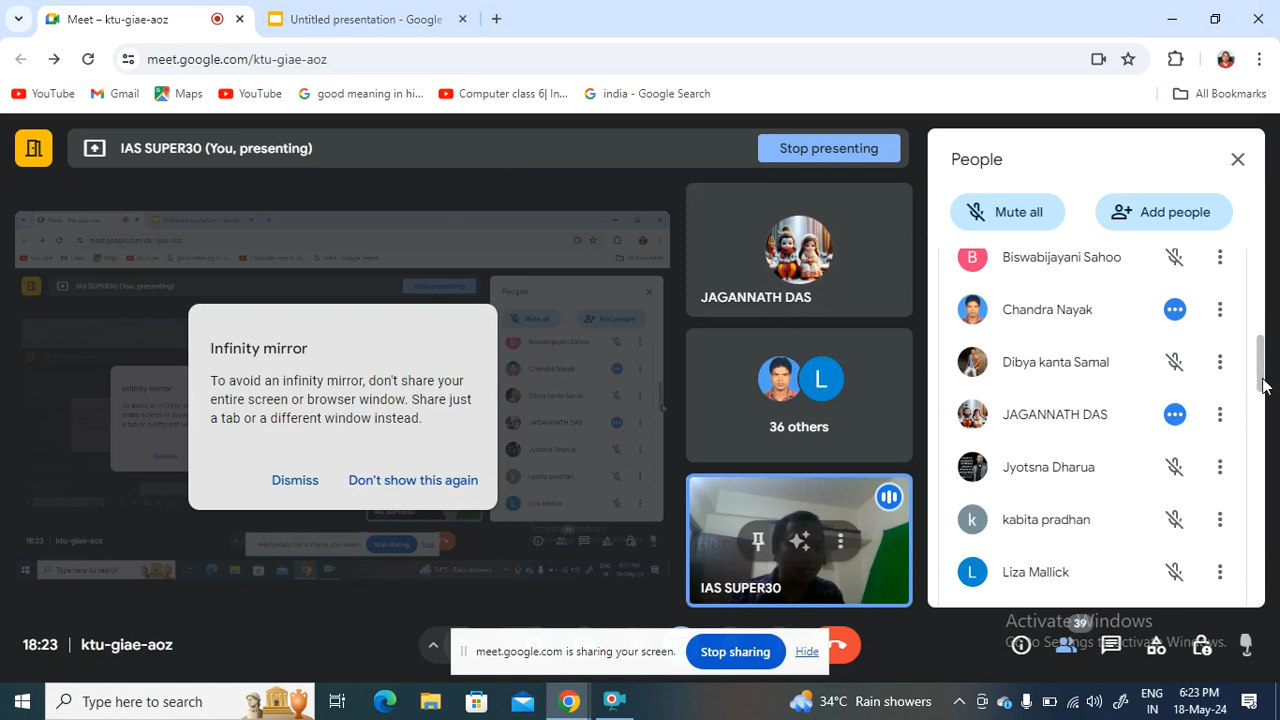 Meet – ktu-giae-aoz
Untitled presentation - Google
meet.google.com/ktu-giae-aoz
YouTube
Gmail
Maps
YouTube
good meaning in hi...
Computer class 6| In...
india - Google Search
All Bookmarks
IAS SUPER30 (You, presenting)
Stop presenting
Infinity mirror
To avoid an infinity mirror, don't share your
entire screen or browser window. Share just
a tab or a different window instead.
Dismiss
Don't show this again
JAGANNATH DAS
L
36 others
IAS SUPER30
People
Mute all
Add people
B
Biswabijayani Sahoo
Chandra Nayak
Dibya kanta Samal
JAGANNATH DAS
Jyotsna Dharua
k
kabita pradhan
L
Liza Mallick
Activate Windows
Go to Settings to activate Windows.
39
18:23
ktu-giae-aoz
meet.google.com is sharing your screen.
Stop sharing
Hide
Type here to search
34°C Rain showers
ENG
IN
6:23 PM
18-May-24